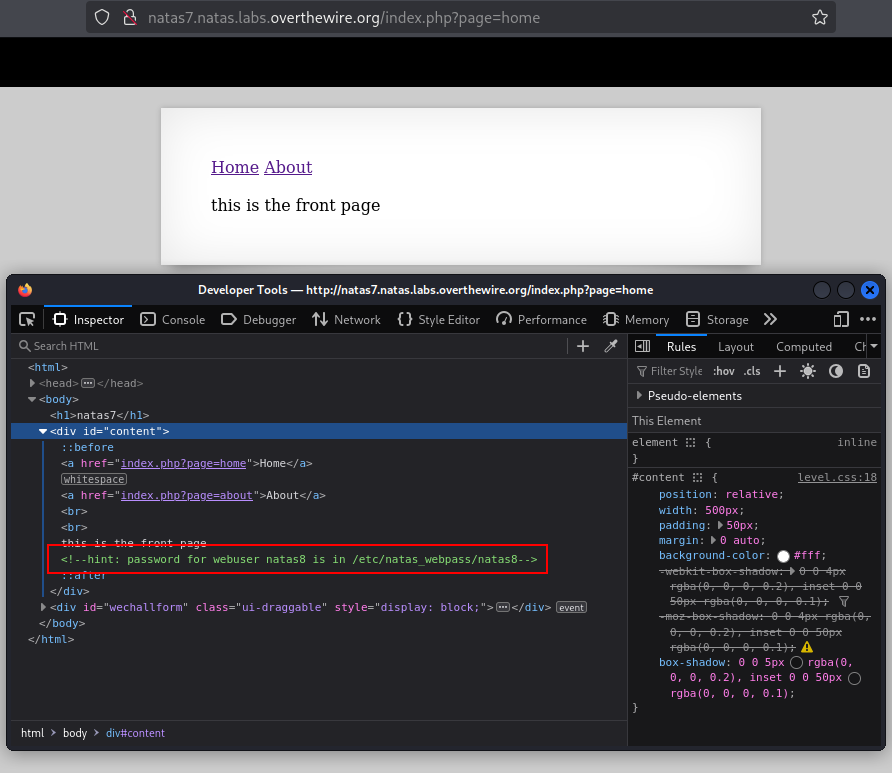 natas7.natas.labs.overthewire.org/index.php?page=home
Home About
this is the front page
Developer Tools — http://natas7.natas.labs.overthewire.org/index.php?page=home
Inspector Console Debugger Network {} Style Editor Performance Memory Storage
Search HTML
<html>
<head> </head>
<body>
<h1>natas7</h1>
<div id="content">
::before
<a href="index.php?page=home">Home</a>
whitespace
<a href="index.php?page=about">About</a>
<br>
<br>
this is the front page
<!--hint: password for webuser natas8 is in /etc/natas_webpass/natas8-->
::after
</div>
<div id="wechallform" class="ui-draggable" style="display: block;"> </div> event
</body>
</html>
html > body > div#content
Rules Layout Computed Ch
Filter Style :hov .cls
Pseudo-elements
This Element
element { inline
}
#content { level.css:18
position: relative;
width: 500px;
padding: 50px;
margin: 0 auto;
background-color: #fff;
-webkit-box-shadow: 0 0 4px
rgba(0, 0, 0, 0.2), inset 0 0
50px rgba(0, 0, 0, 0.1);
-moz-box-shadow: 0 0 4px rgba(0,
0, 0, 0.2), inset 0 0 50px
rgba(0, 0, 0, 0.1);
box-shadow: 0 0 5px rgba(0,
0, 0, 0.2), inset 0 0 50px
rgba(0, 0, 0, 0.1);
}